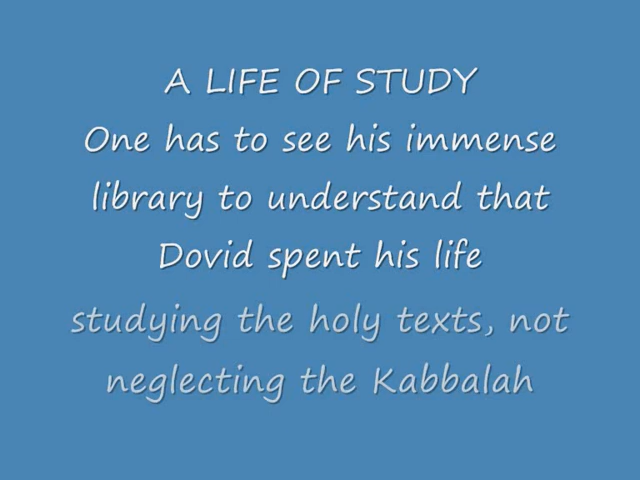 A LIFE OF STUDY
One has to see his immense
library to understand that
Dovid spent his life
studying the holy texts, not
neglecting the Kabbalah